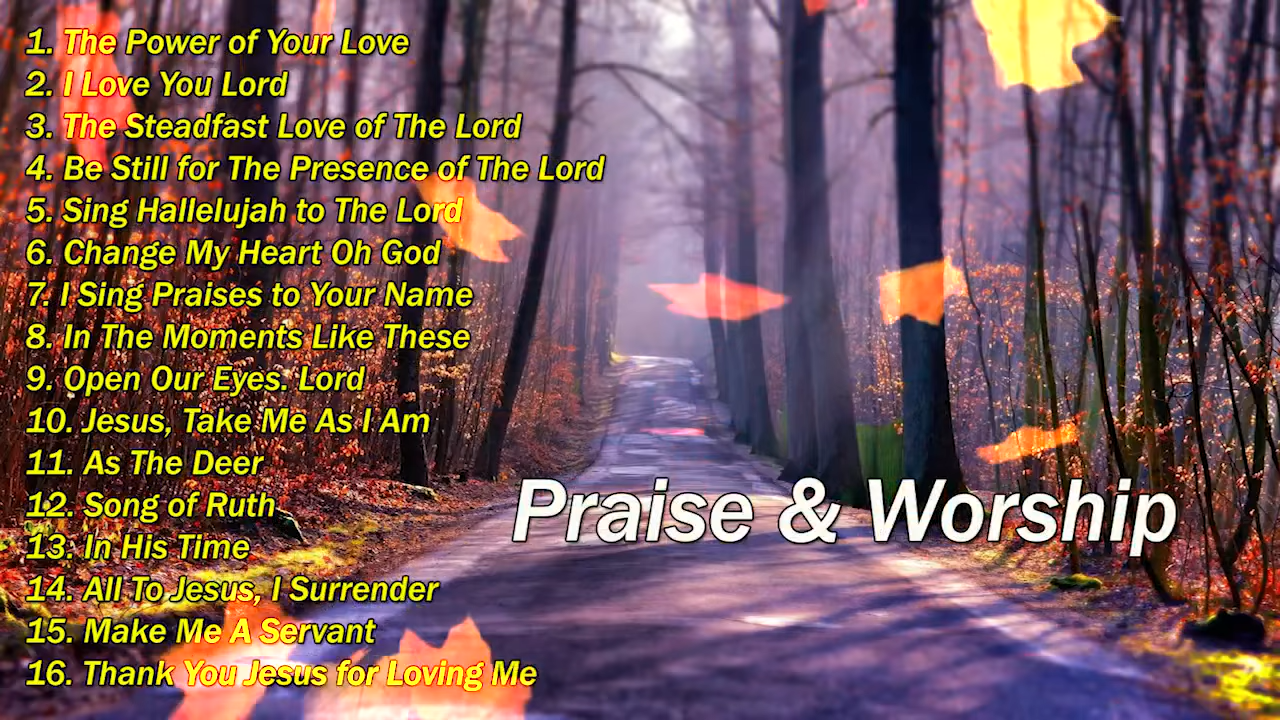 1. The Power of Your Love
2. I Love You Lord
3. The Steadfast Love of The Lord
4. Be Still for The Presence of The Lord
5. Sing Hallelujah to The Lord
6. Change My Heart Oh God
7. I Sing Praises to Your Name
8. In The Moments Like These
9. Open Our Eyes. Lord
10. Jesus, Take Me As I Am
11. As The Deer
12. Song of Ruth
13. In His Time
14. All To Jesus, I Surrender
15. Make Me A Servant
16. Thank You Jesus for Loving Me
Praise & Worship